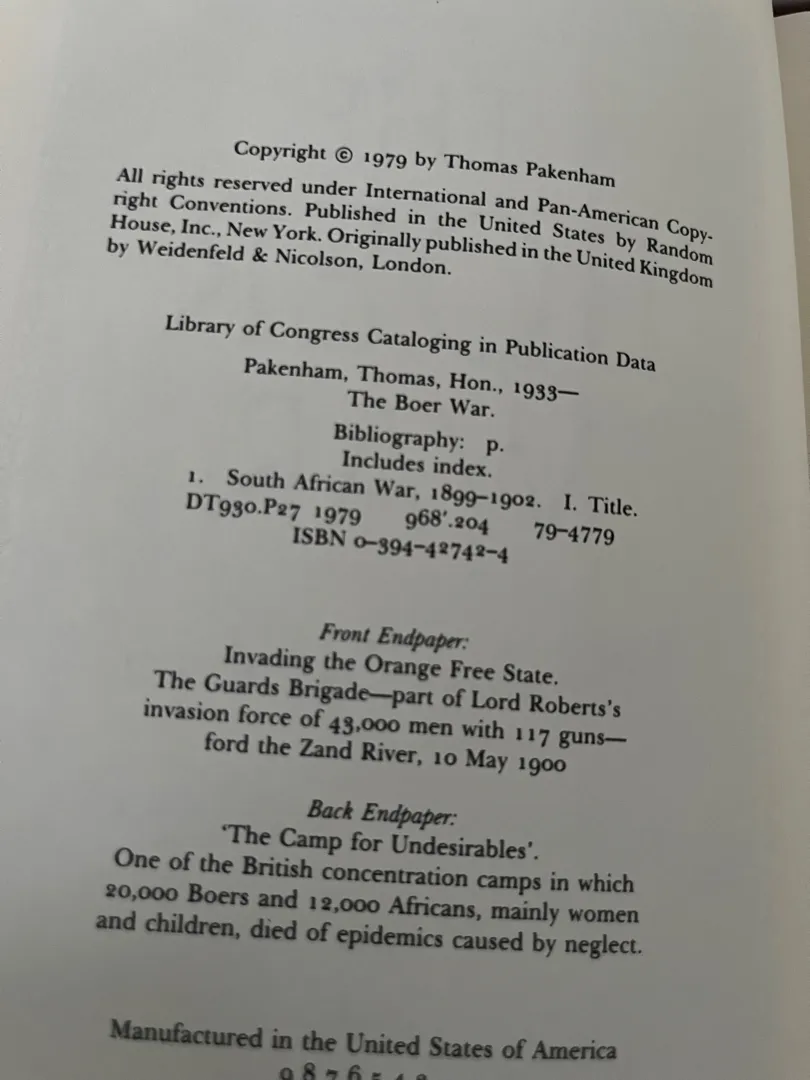 Copyright © 1979 by Thomas Pakenham
All rights reserved under International and Pan-American Copy-
right Conventions. Published in the United States by Random
House, Inc., New York. Originally published in the United Kingdom
by Weidenfeld & Nicolson, London.
Library of Congress Cataloging in Publication Data
Pakenham, Thomas, Hon., 1933—
The Boer War.
Bibliography: p.
Includes index.
1. South African War, 1899–1902. I. Title.
DT930.P27 1979 968'.204 79–4779
ISBN 0–394–42742–4
Front Endpaper:
Invading the Orange Free State.
The Guards Brigade—part of Lord Roberts's
invasion force of 43,000 men with 117 guns—
ford the Zand River, 10 May 1900
Back Endpaper:
'The Camp for Undesirables'.
One of the British concentration camps in which
20,000 Boers and 12,000 Africans, mainly women
and children, died of epidemics caused by neglect.
Manufactured in the United States of America
9 8 7 6 5 4 3